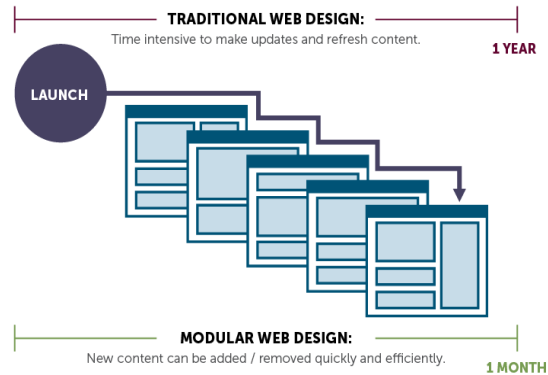 TRADITIONAL WEB DESIGN:
Time intensive to make updates and refresh content.
1 YEAR
LAUNCH
MODULAR WEB DESIGN:
New content can be added / removed quickly and efficiently.
1 MONTH